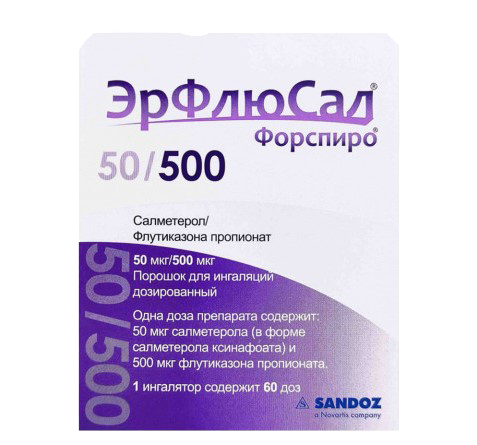 ЭрФлюСал®
Форспиро®
50/500
Салметерол/
Флутиказона пропионат
50 мкг/500 мкг
Порошок для ингаляций
дозированный
Одна доза препарата содержит:
50 мкг салметерола (в форме
салметерола ксинафоата) и
500 мкг флутиказона пропионата.
1 ингалятор содержит 60 доз
50/500
SANDOZ
a Novartis company